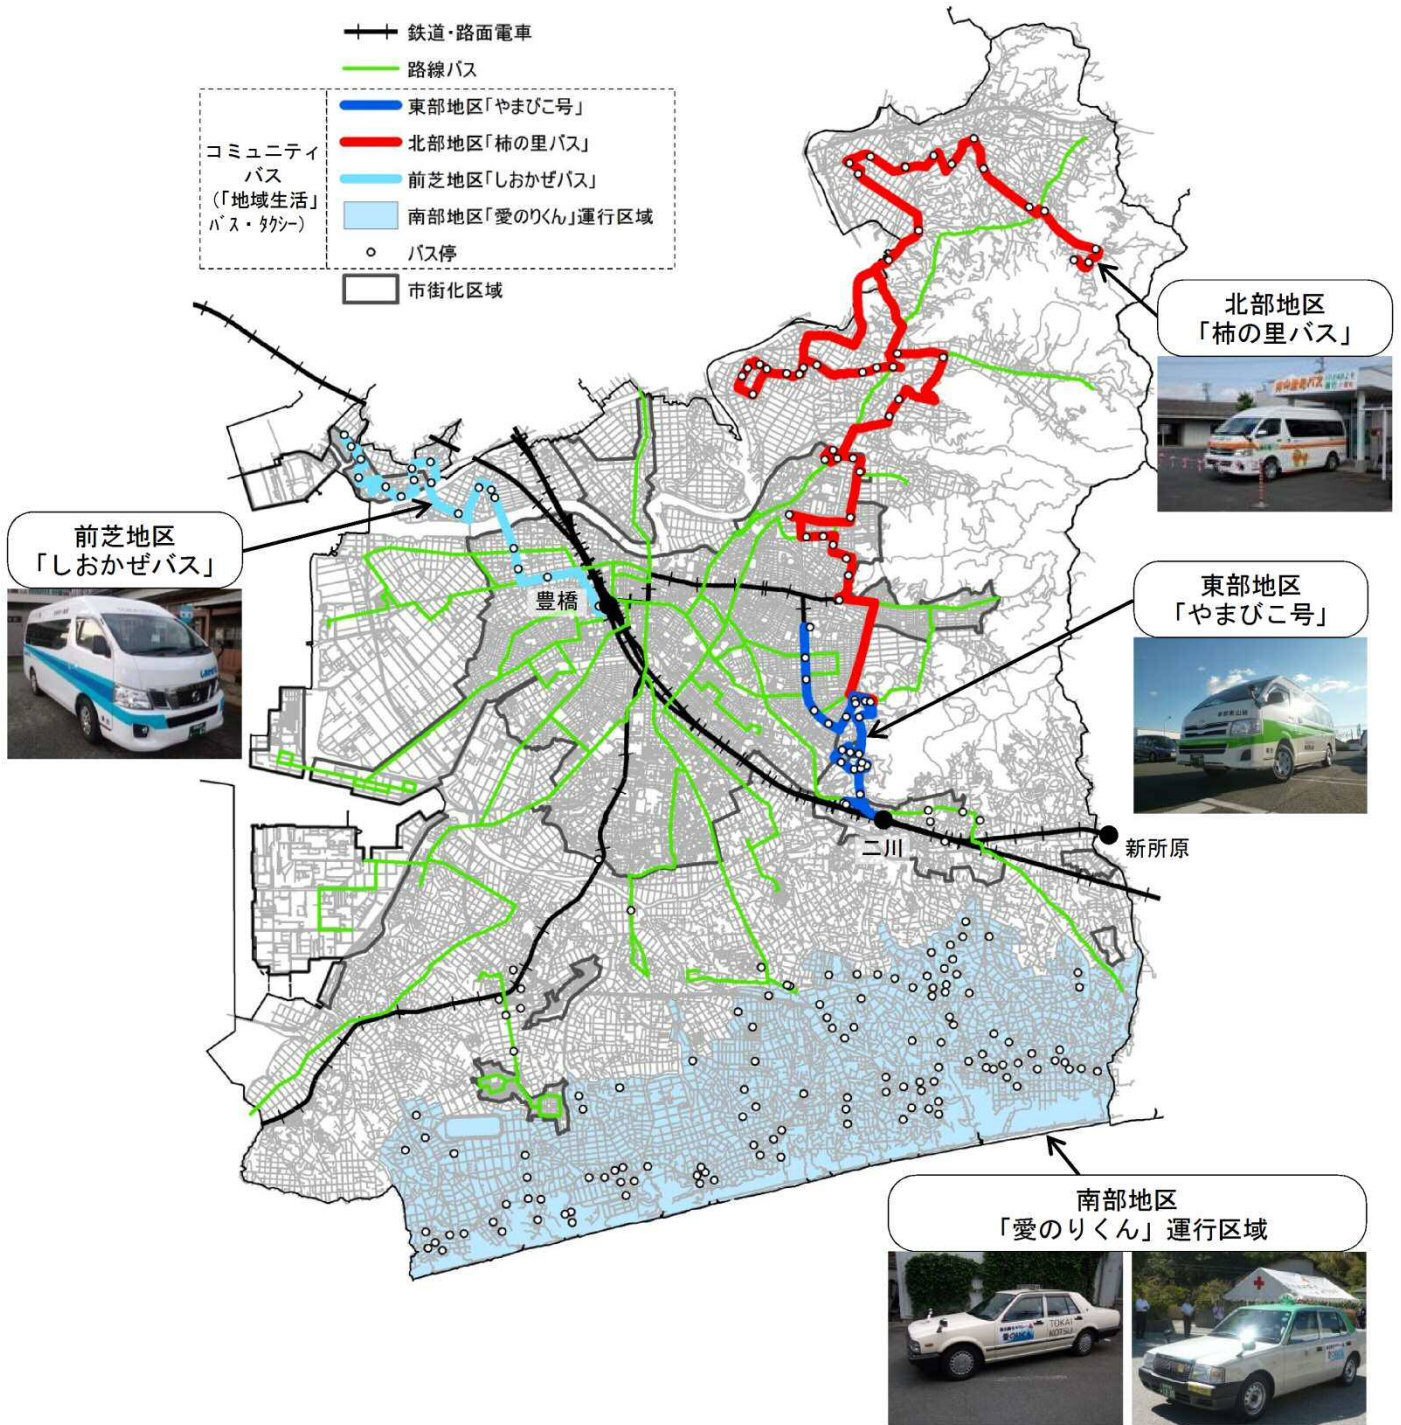 鉄道・路面電車
路線バス
コミュニティ
バス
(「地域生活」
バス・タクシー)
東部地区「やまびこ号」
北部地区「柿の里バス」
前芝地区「しおかぜバス」
南部地区「愛のりくん」運行区域
バス停
市街化区域
北部地区
「柿の里バス」
前芝地区
「しおかぜバス」
豊橋
東部地区
「やまびこ号」
二川
新所原
南部地区
「愛のりくん」運行区域
TOKAI
KOTSU